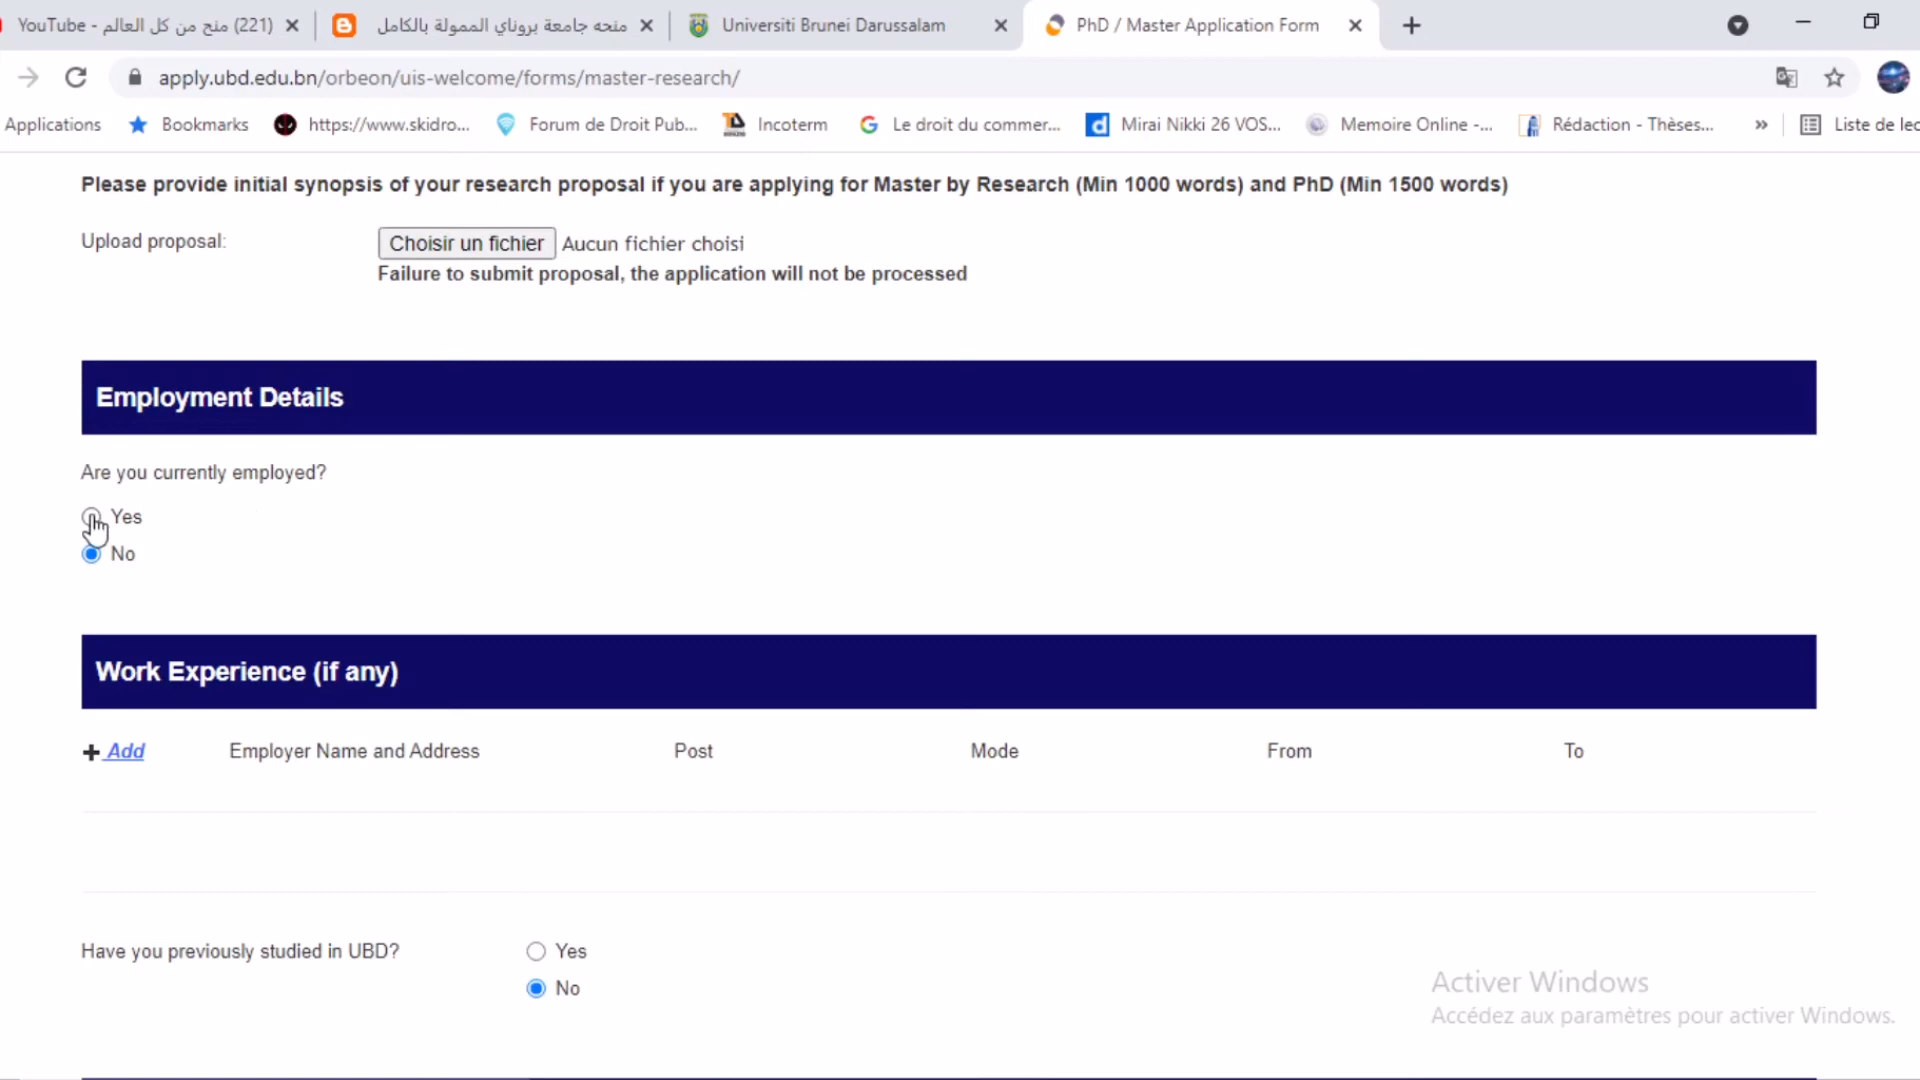 YouTube - منح من كل العالم (221)
منحه جامعة بروناي الممولة بالكامل
Universiti Brunei Darussalam
PhD / Master Application Form
apply.ubd.edu.bn/orbeon/uis-welcome/forms/master-research/
Applications
Bookmarks
https://www.skidro...
Forum de Droit Pub...
Incoterm
Le droit du commer...
Mirai Nikki 26 VOS...
Memoire Online -...
Rédaction - Thèses...
»
Liste de lec
Please provide initial synopsis of your research proposal if you are applying for Master by Research (Min 1000 words) and PhD (Min 1500 words)
Upload proposal:
Choisir un fichier Aucun fichier choisi
Failure to submit proposal, the application will not be processed
Employment Details
Are you currently employed?
Yes
No
Work Experience (if any)
+ Add Employer Name and Address Post Mode From To
Have you previously studied in UBD? Yes
No
Activer Windows
Accédez aux paramètres pour activer Windows.